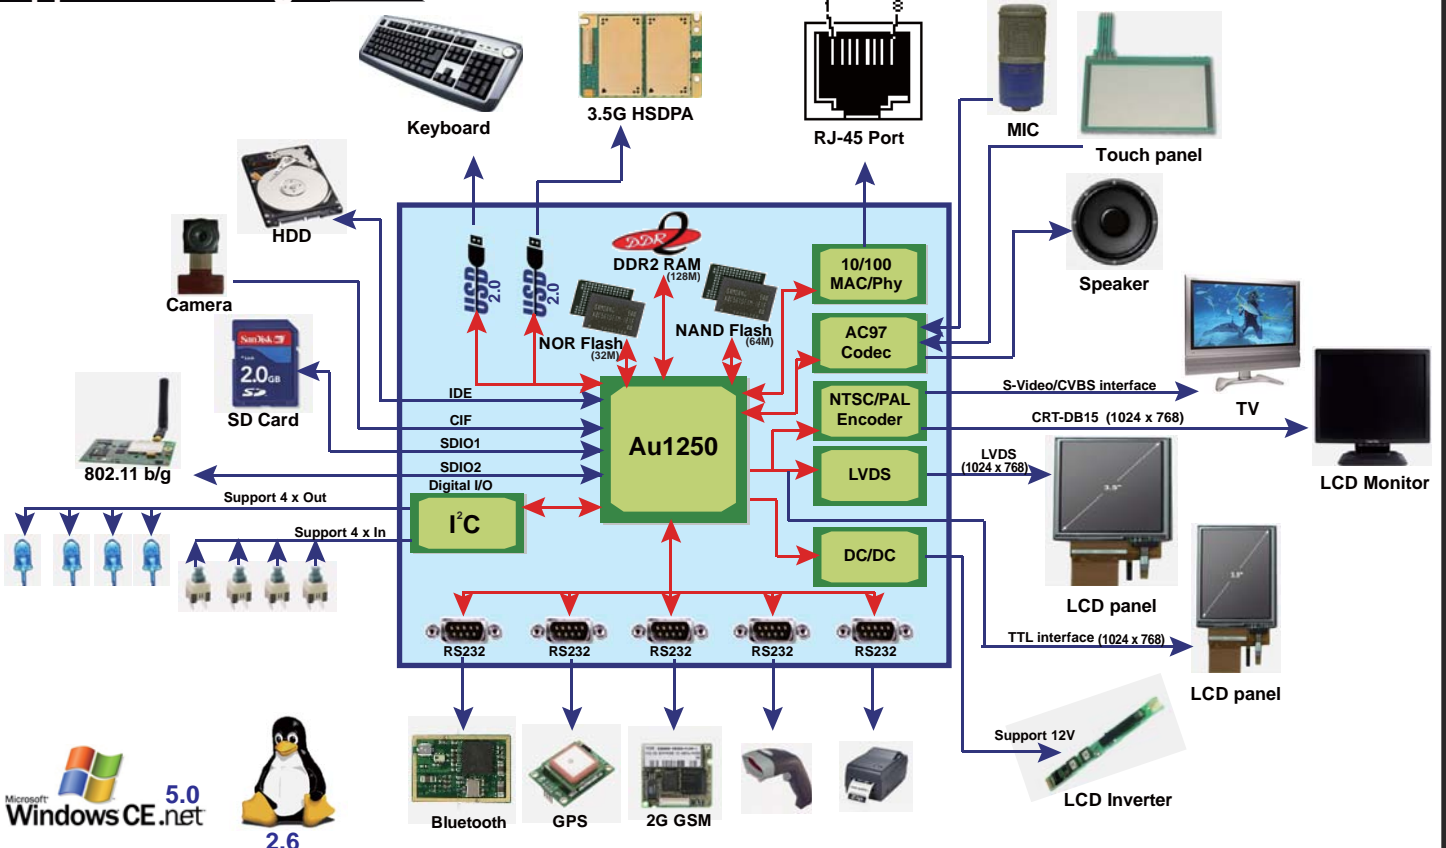 1 8
Keyboard
3.5G HSDPA
RJ-45 Port
MIC
Touch panel
HDD
Camera
SanDisk
2.0GB
SD
SD Card
802.11 b/g
USD 2.0
USD 2.0
DDR2
DDR2 RAM
(128M)
NOR Flash
(32M)
NAND Flash
(64M)
10/100
MAC/Phy
AC97
Codec
NTSC/PAL
Encoder
LVDS
DC/DC
Speaker
IDE
CIF
SDIO1
SDIO2
Digital I/O
I²C
Au1250
Support 4 x Out
Support 4 x In
S-Video/CVBS interface
TV
CRT-DB15 (1024 x 768)
LCD Monitor
LVDS
(1024 x 768)
3.5"
LCD panel
TTL interface (1024 x 768)
LCD panel
Support 12V
LCD Inverter
RS232
RS232
RS232
RS232
RS232
Bluetooth
GPS
2G GSM
Microsoft
Windows CE .net 5.0
2.6